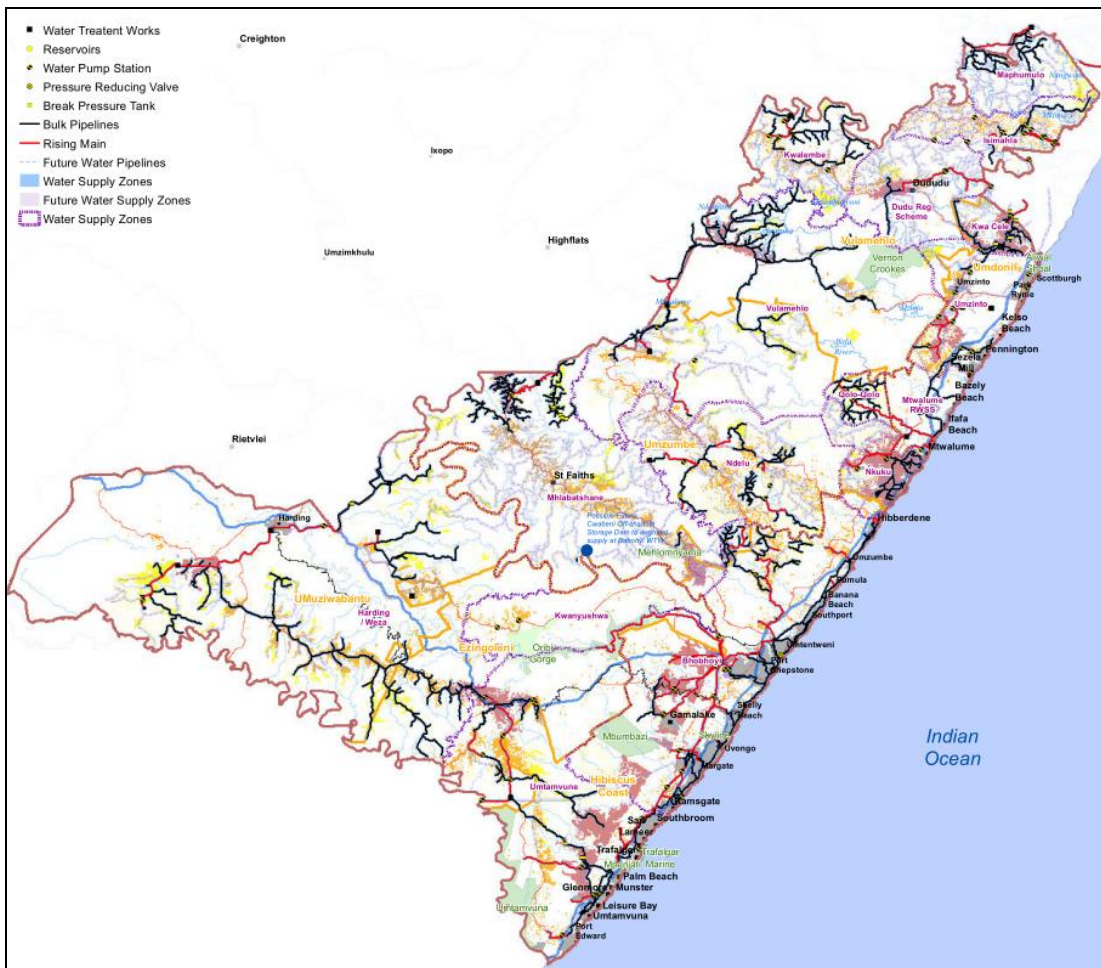 Water Treatent Works
Reservoirs
Water Pump Station
Pressure Reducing Valve
Break Pressure Tank
Bulk Pipelines
Rising Main
Future Water Pipelines
Water Supply Zones
Future Water Supply Zones
Water Supply Zones
Creighton
Ixopo
Umzimkhulu
Highflats
Rietvlei
Maphumulo
Isimahla
Kwalembe
Dududu
Dudu Reg
Scheme
Kwa Cele
Vulamehlo
Vernon
Crookes
Umdoni
Umzinto
Scottburgh
Park
Rynie
Umzinto
Kelso
Beach
Vulamehlo
Pennington
Sezela
Mill
Bazely
Beach
Qolo-Qolo
Mtwalume
RWSS
Ifafa
Beach
Mtwalume
Umzumbe
Ndelu
Nkuku
St Faiths
Mhlabatshane
Hibberdene
Mehlomnyama
Harding
Umzumbe
Pumula
Banana
Beach
Southport
UMuziwabantu
Harding
/ Weza
Kwanyushwa
Umtentweni
Ezingoleni
Oribi
Gorge
Bhobhoyi
Port
Shepstone
Gamalake
Shelly
Beach
Mbumbazi
Skyline
Uvongo
Margate
Indian
Ocean
Umtamvune
Hibiscus
Coast
Ramsgate
Southbroom
San
Lameer
Trafalgar
Trafalgar
Marine
Mpenjati
Palm Beach
Glenmore
Munster
Umtamvuna
Leisure Bay
Umtamvuna
Port
Edward